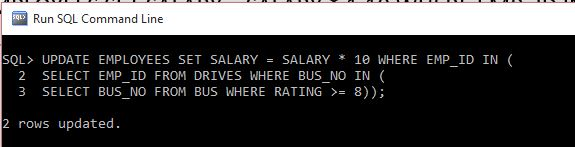 Run SQL Command Line
SQL> UPDATE EMPLOYEES SET SALARY = SALARY * 10 WHERE EMP_ID IN (
2 SELECT EMP_ID FROM DRIVES WHERE BUS_NO IN (
3 SELECT BUS_NO FROM BUS WHERE RATING >= 8));
2 rows updated.